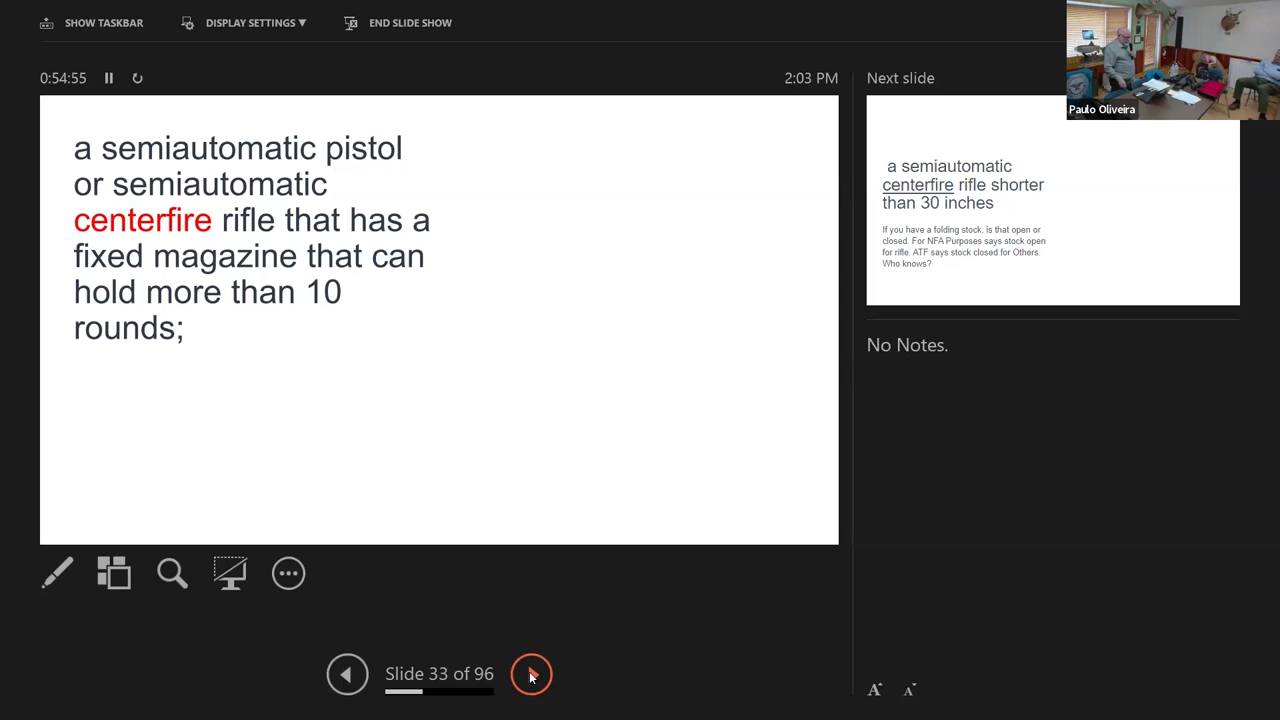 SHOW TASKBAR
DISPLAY SETTINGS ▼
END SLIDE SHOW
0:54:55
2:03 PM
a semiautomatic pistol
or semiautomatic
centerfire rifle that has a
fixed magazine that can
hold more than 10
rounds;
Slide 33 of 96
Next slide
a semiautomatic
centerfire rifle shorter
than 30 inches
If you have a folding stock, is that open or
closed. For NFA Purposes says stock open
for rifle. ATF says stock closed for Others.
Who knows?
No Notes.
A A
Paulo Oliveira